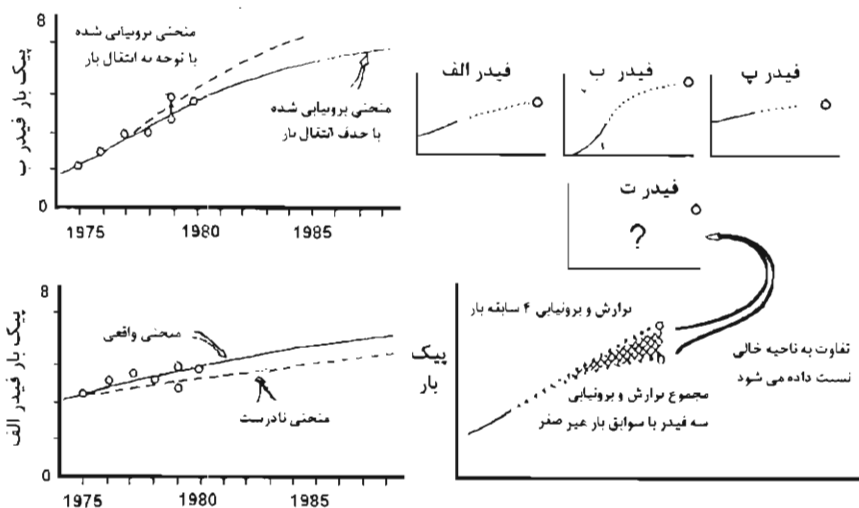 پیک بار فیدر ب
8
0
1975
1980
1985
منحنی برونیابی شده
با توجه به انتقال بار
منحنی برونیابی شده
با حذف انتقال بار
فیدر الف
فیدر ب
فیدر پ
فیدر ت
?
پیک بار فیدر الف
8
0
1975
1980
1985
منحنی واقعی
منحنی نادرست
پیک
بار
برارش و برونیابی ۴ سابقه بار
مجموع برارش و برونیابی
سه فیدر با سوابق بار غیر صفر
تفاوت به ناحیه خالی
نسبت داده می شود